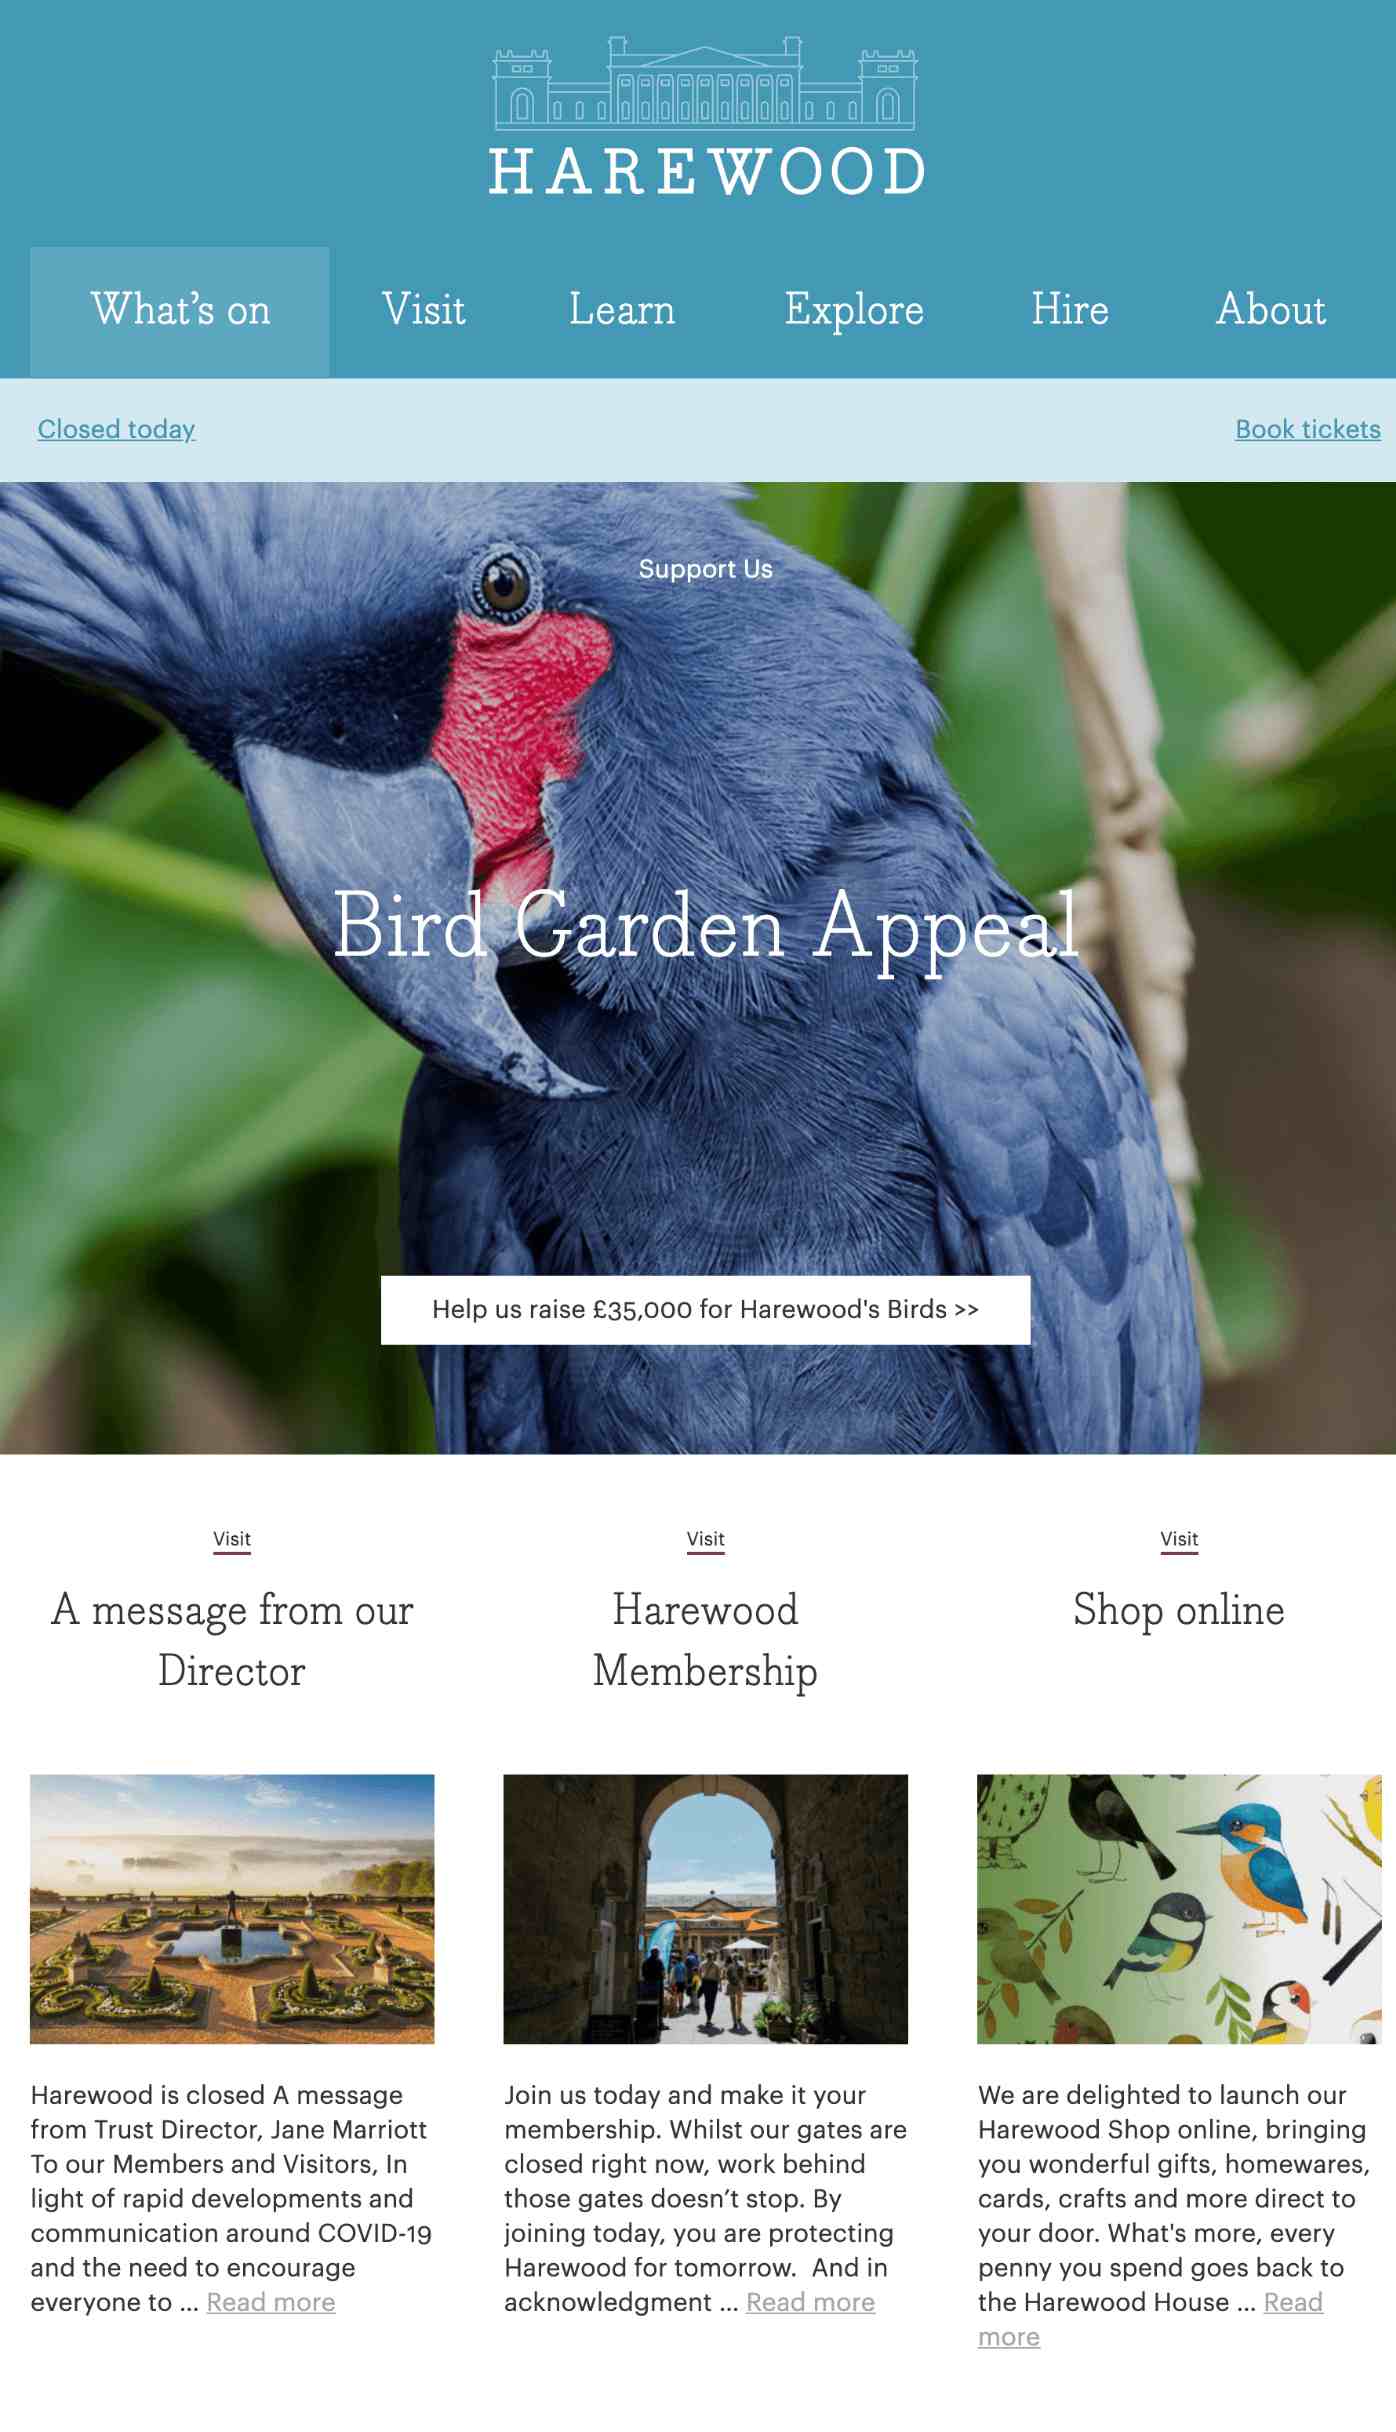 HAREWOOD
What’s on
Visit
Learn
Explore
Hire
About
Closed today
Book tickets
Support Us
Bird Garden Appeal
Help us raise £35,000 for Harewood's Birds >>
Visit
A message from our
Director
Harewood is closed A message
from Trust Director, Jane Marriott
To our Members and Visitors, In
light of rapid developments and
communication around COVID-19
and the need to encourage
everyone to ... Read more
Visit
Harewood
Membership
Join us today and make it your
membership. Whilst our gates are
closed right now, work behind
those gates doesn’t stop. By
joining today, you are protecting
Harewood for tomorrow.  And in
acknowledgment ... Read more
Visit
Shop online
We are delighted to launch our
Harewood Shop online, bringing
you wonderful gifts, homewares,
cards, crafts and more direct to
your door. What's more, every
penny you spend goes back to
the Harewood House ... Read
more